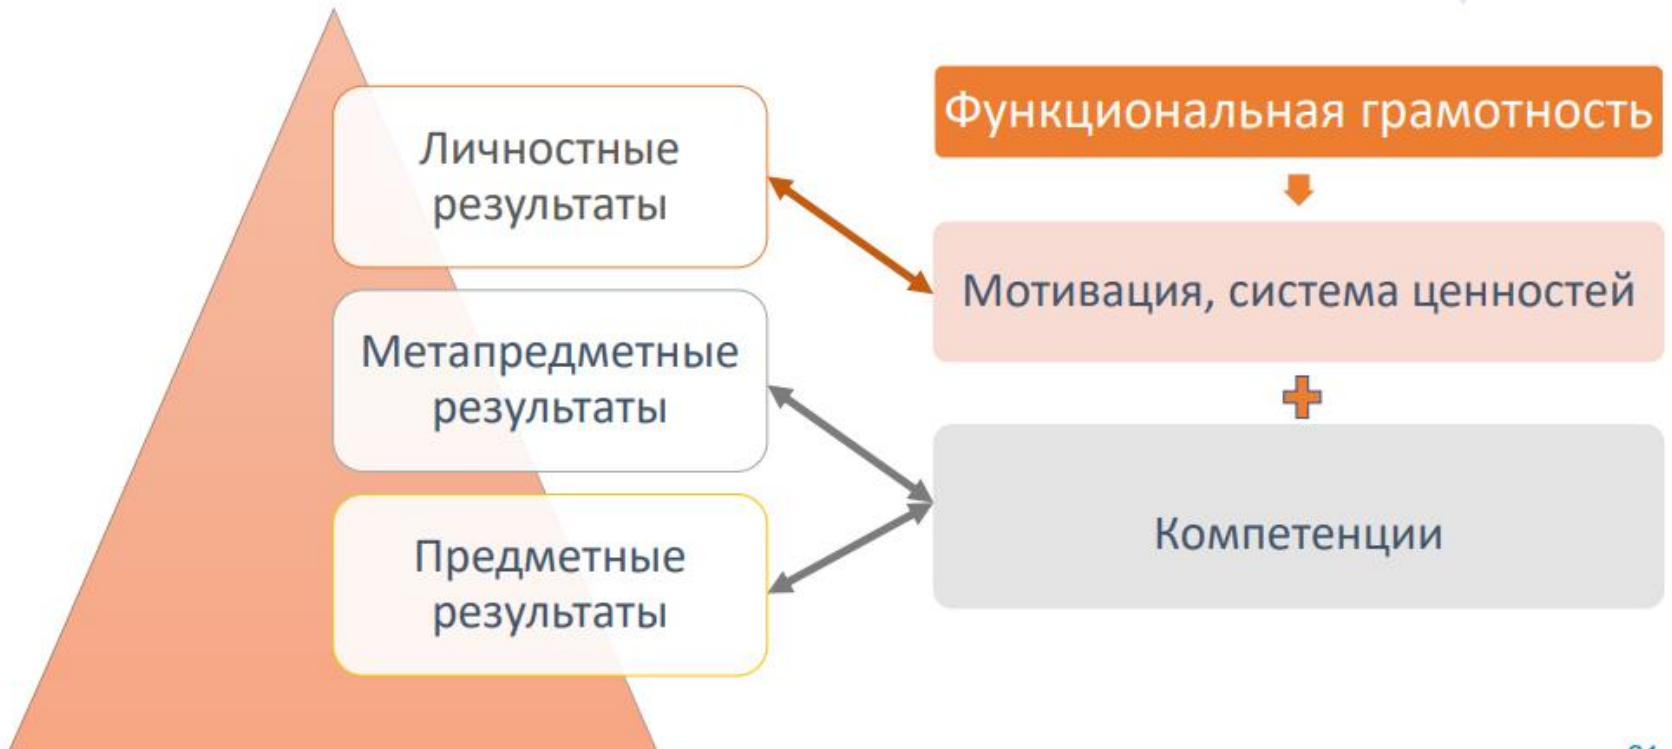 Личностные
результаты
Метапредметные
результаты
Предметные
результаты
Функциональная грамотность
Мотивация, система ценностей
Компетенции